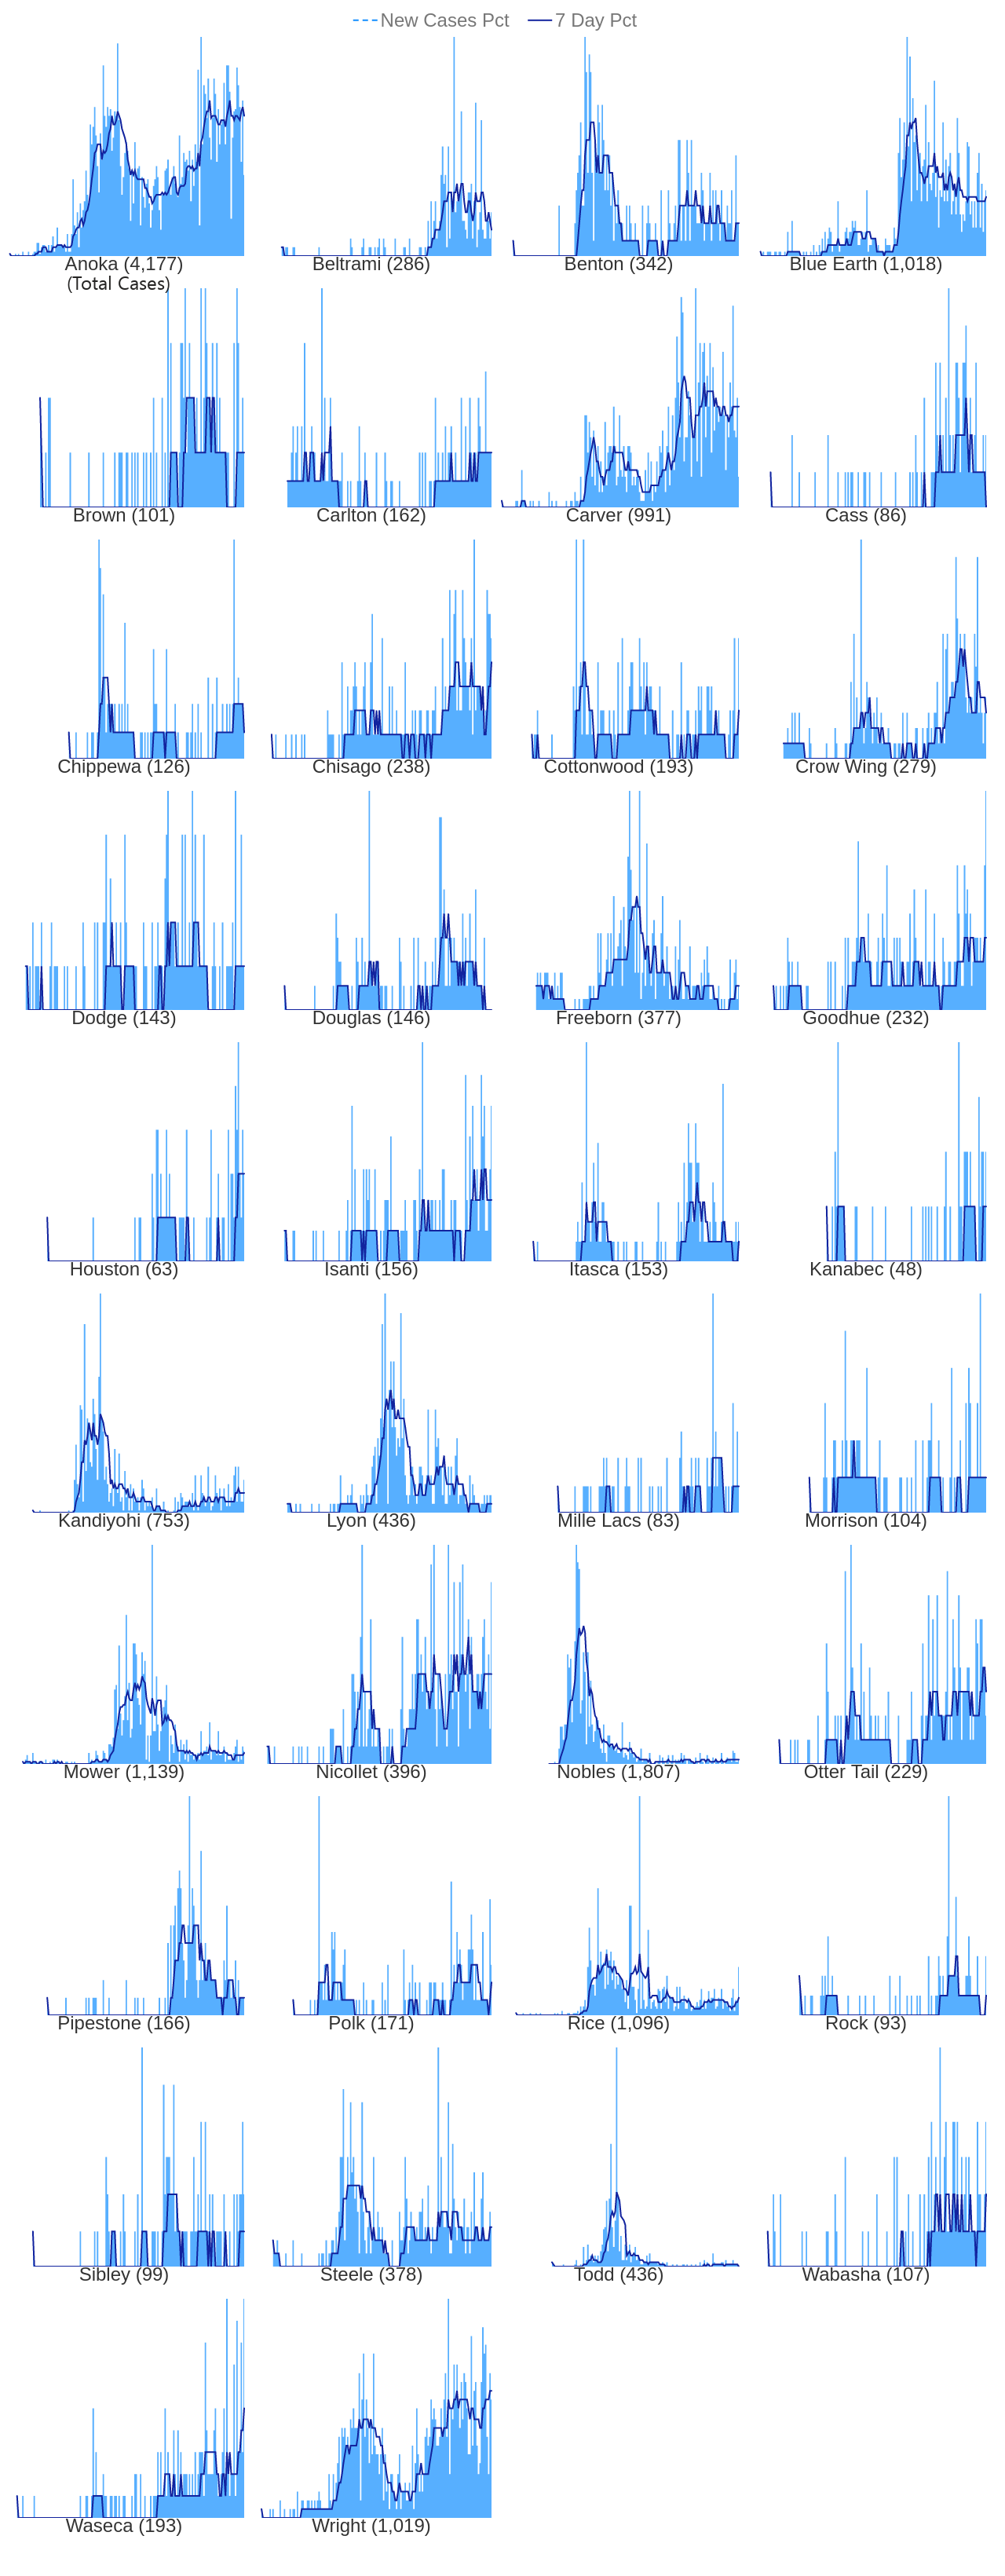 New Cases Pct 7 Day Pct
Anoka (4,177) Beltrami (286) Benton (342) Blue Earth (1,018)
(Total Cases)
Brown (101) Carlton (162) Carver (991) Cass (86)
Chippewa (126) Chisago (238) Cottonwood (193) Crow Wing (279)
Dodge (143) Douglas (146) Freeborn (377) Goodhue (232)
Houston (63) Isanti (156) Itasca (153) Kanabec (48)
Kandiyohi (753) Lyon (436) Mille Lacs (83) Morrison (104)
Mower (1,139) Nicollet (396) Nobles (1,807) Otter Tail (229)
Pipestone (166) Polk (171) Rice (1,096) Rock (93)
Sibley (99) Steele (378) Todd (436) Wabasha (107)
Waseca (193) Wright (1,019)